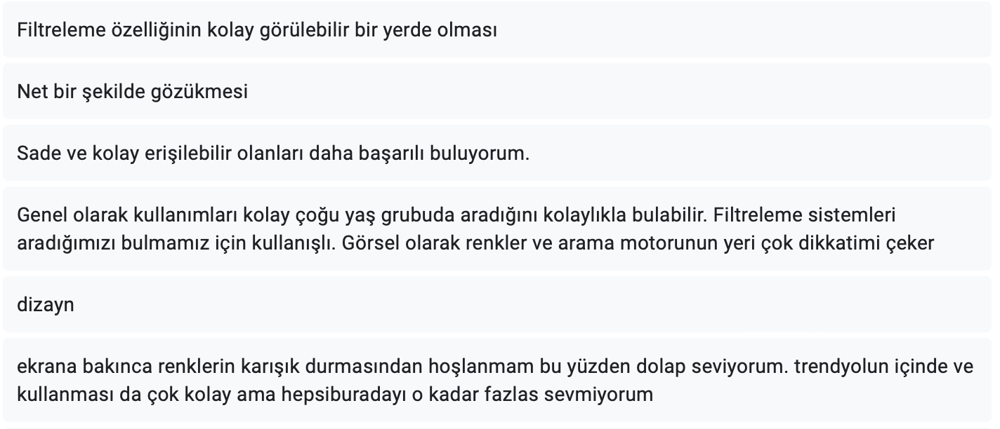 Filtreleme özelliğinin kolay görülebilir bir yerde olması
Net bir şekilde gözükmesi
Sade ve kolay erişilebilir olanları daha başarılı buluyorum.
Genel olarak kullanımları kolay çoğu yaş grubuda aradığını kolaylıkla bulabilir. Filtreleme sistemleri
aradığımızı bulmamız için kullanışlı. Görsel olarak renkler ve arama motorunun yeri çok dikkatimi çeker
dizayn
ekrana bakınca renklerin karışık durmasından hoşlanmam bu yüzden dolap seviyorum. trendyolun içinde ve
kullanması da çok kolay ama hepsiburadayı o kadar fazlas sevmiyorum